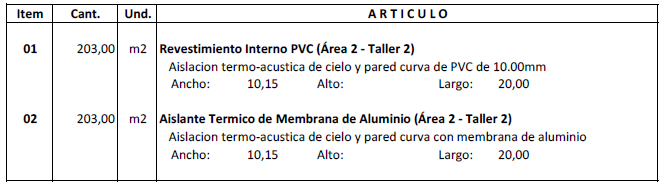 Item Cant. Und. A R T I C U L O
01 203,00 m2 Revestimiento Interno PVC (Área 2 - Taller 2)
Aislacion termo-acustica de cielo y pared curva de PVC de 10.00mm
Ancho: 10,15 Alto: Largo: 20,00
02 203,00 m2 Aislante Termico de Membrana de Aluminio (Área 2 - Taller 2)
Aislacion termo-acustica de cielo y pared curva con membrana de aluminio
Ancho: 10,15 Alto: Largo: 20,00